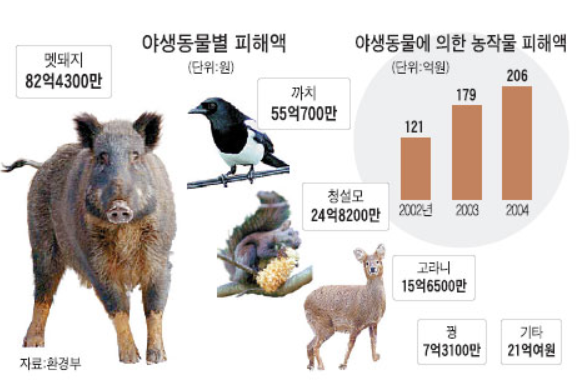 야생동물별 피해액
(단위:원)
멧돼지
82억4300만
까치
55억700만
청설모
24억8200만
고라니
15억6500만
꿩
7억3100만
기타
21억여원
자료:환경부
야생동물에 의한 농작물 피해액
(단위:억원)
121
179
206
2002년
2003
2004